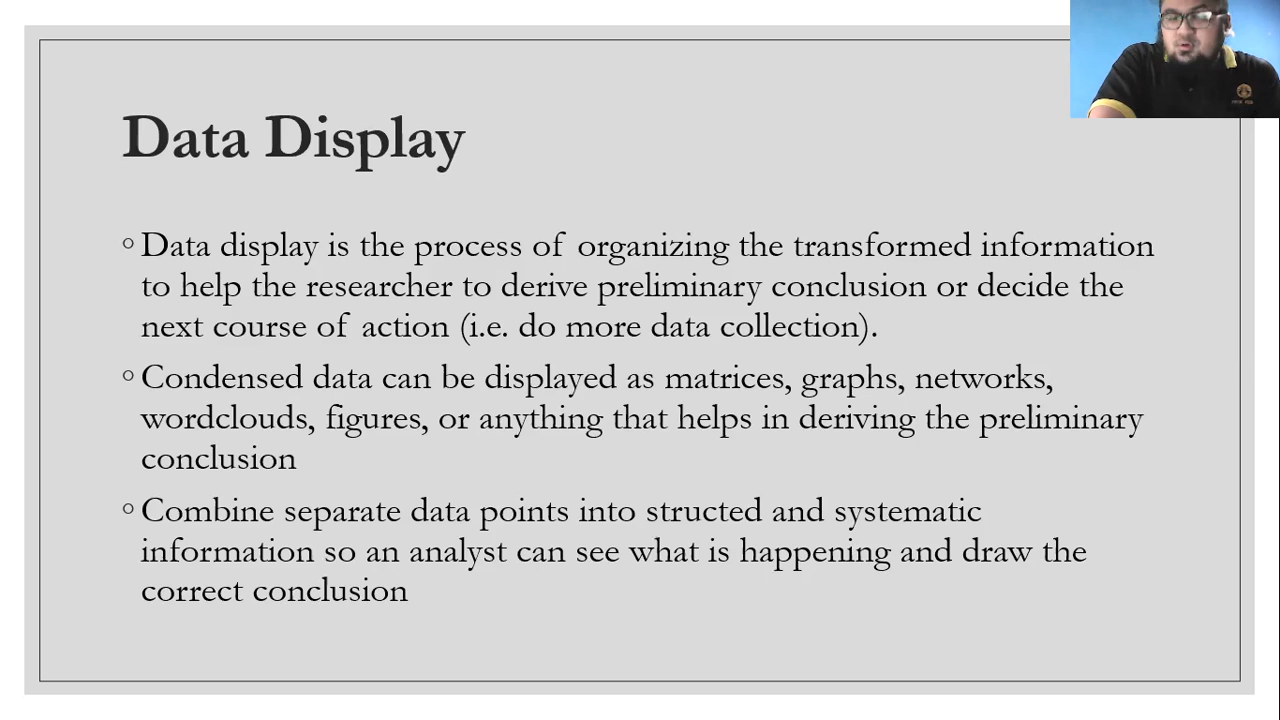 Data Display
◦ Data display is the process of organizing the transformed information
to help the researcher to derive preliminary conclusion or decide the
next course of action (i.e. do more data collection).
◦ Condensed data can be displayed as matrices, graphs, networks,
wordclouds, figures, or anything that helps in deriving the preliminary
conclusion
◦ Combine separate data points into structed and systematic
information so an analyst can see what is happening and draw the
correct conclusion